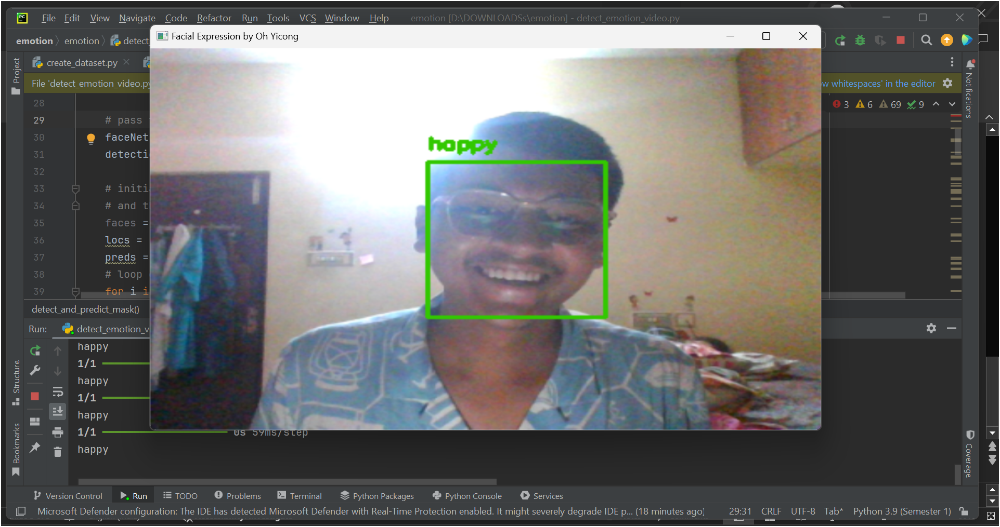 File Edit View Navigate Code Refactor Run Tools VCS Window Help emotion [D:\DOWNLOADSs\emotion] - detect_emotion_video.py
Facial Expression by Oh Yicong
emotion emotion detect_
create_dataset.py
Project
Notifications
File 'detect_emotion_video.py
w whitespaces' in the editor
3 6 69 9
28
29 # pass
30 faceNet
31 detecti
32
33 # initi
34 # and t
35 faces =
36 locs =
37 preds =
38 # loop
39 for i i
happy
detect_and_predict_mask()
Run: detect_emotion_vi
happy
1/1
happy
1/1
happy
1/1 0s 59ms/step
happy
Structure
Bookmarks
Coverage
Version Control Run TODO Problems Terminal Python Packages Python Console Services
Microsoft Defender configuration: The IDE has detected Microsoft Defender with Real-Time Protection enabled. It might severely degrade IDE p... (18 minutes ago) 29:31 CRLF UTF-8 Tab* Python 3.9 (Semester 1)